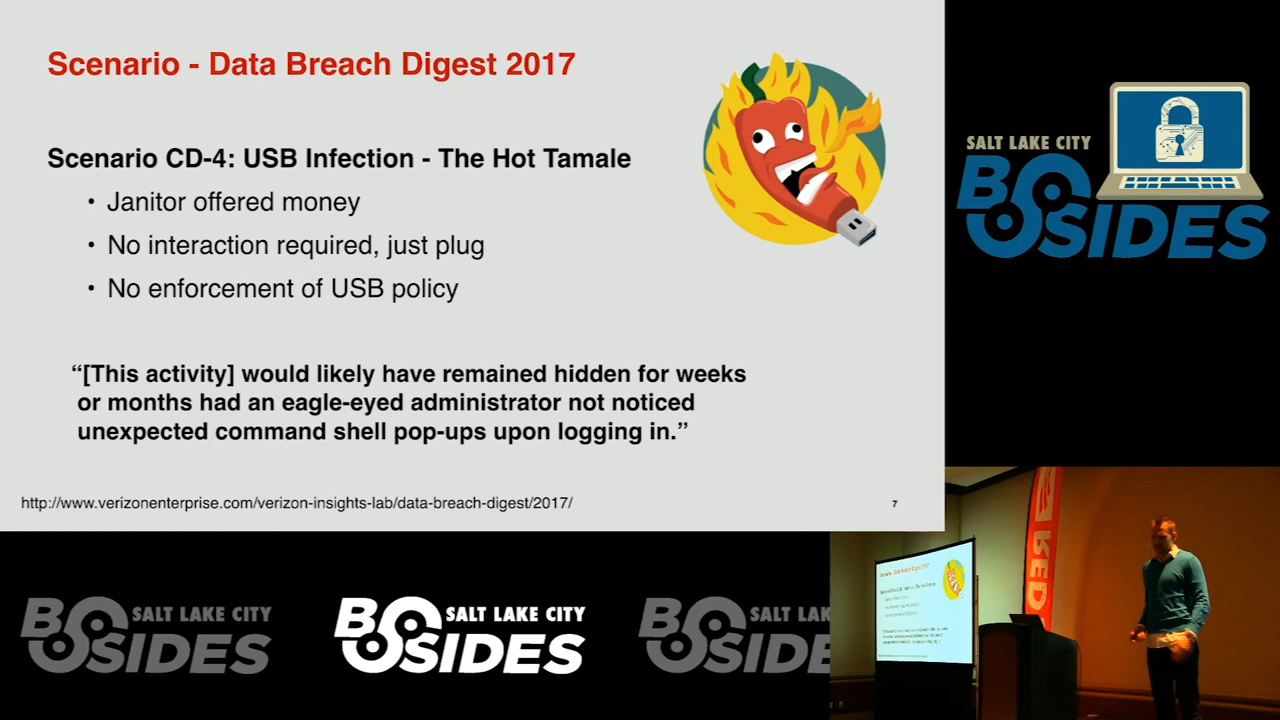 Scenario - Data Breach Digest 2017
Scenario CD-4: USB Infection - The Hot Tamale
• Janitor offered money
• No interaction required, just plug
• No enforcement of USB policy
“[This activity] would likely have remained hidden for weeks
or months had an eagle-eyed administrator not noticed
unexpected command shell pop-ups upon logging in.”
http://www.verizonenterprise.com/verizon-insights-lab/data-breach-digest/2017/
7
SALT LAKE CITY
BSIDES
SALT LAKE CITY
BSIDES
SALT LAKE CITY
BSIDES
SALT LAK
BSIDE
RED